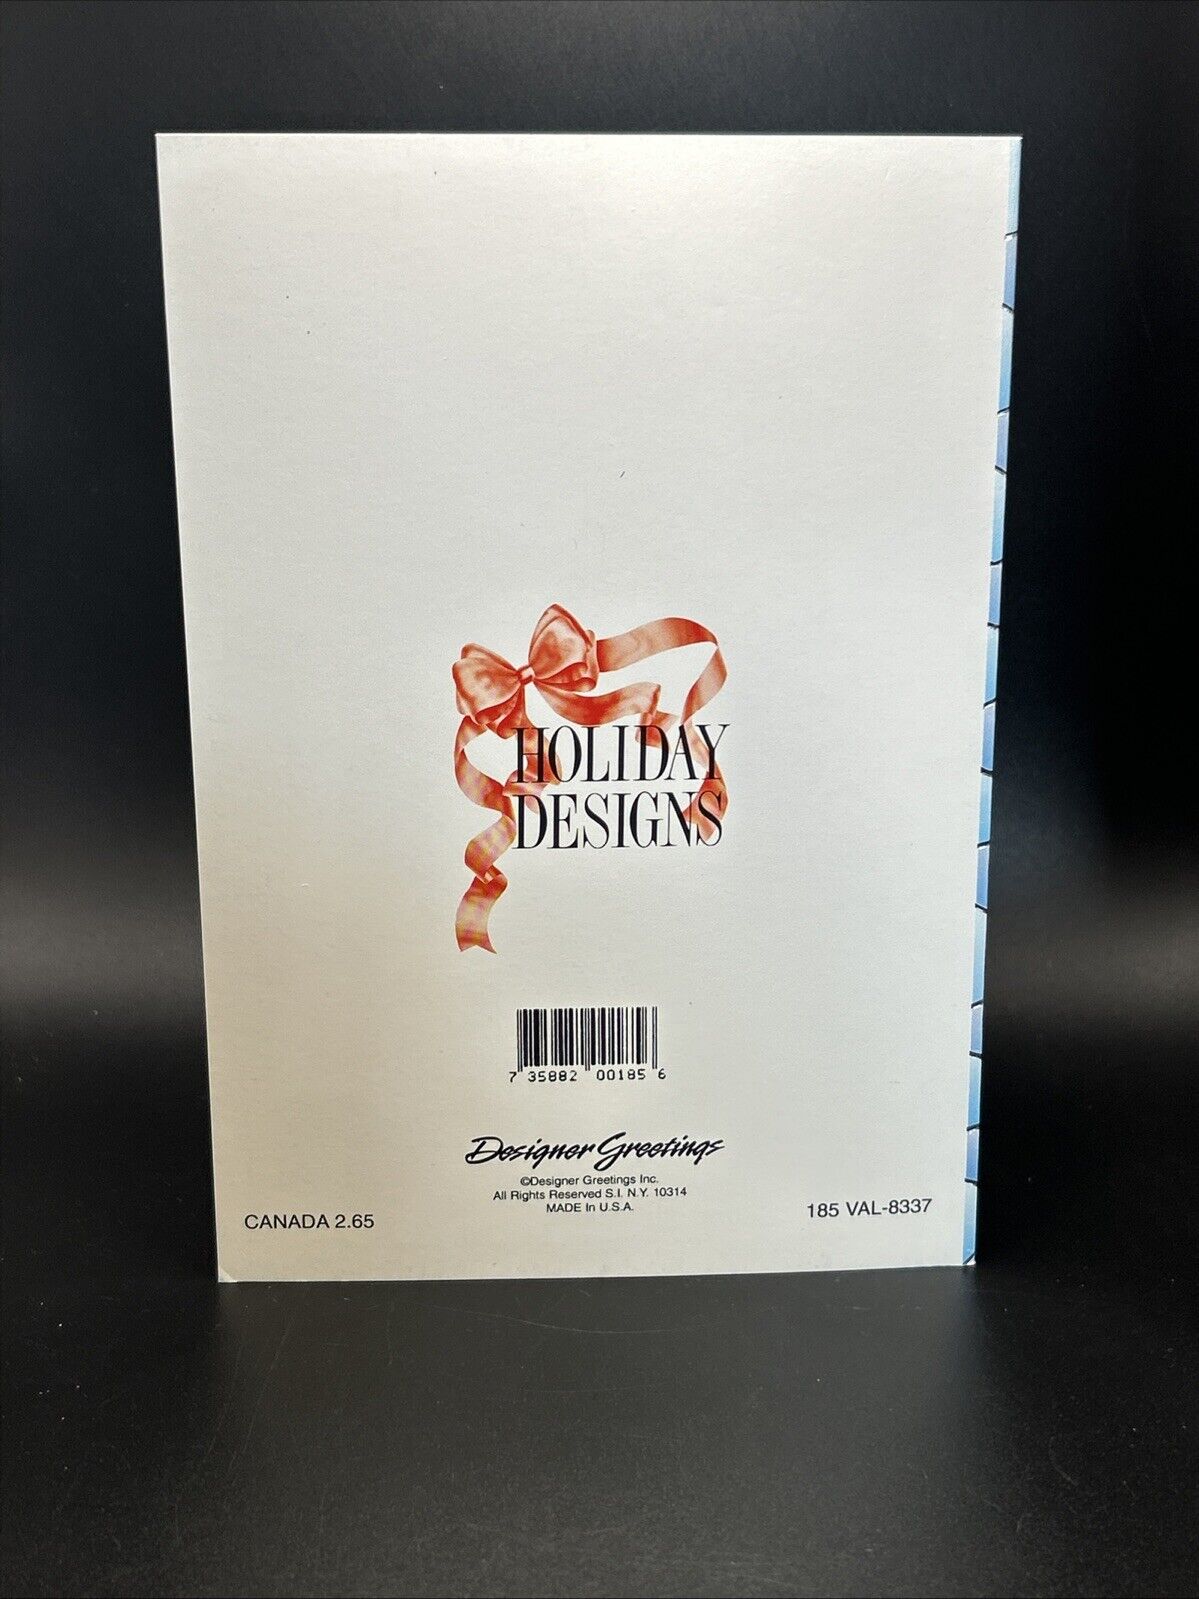 HOLIDAY
DESIGNS
7 35882 00185 6
Designer Greetings
©Designer Greetings Inc.
All Rights Reserved S.I. N.Y. 10314
MADE In U.S.A.
CANADA 2.65
185 VAL-8337